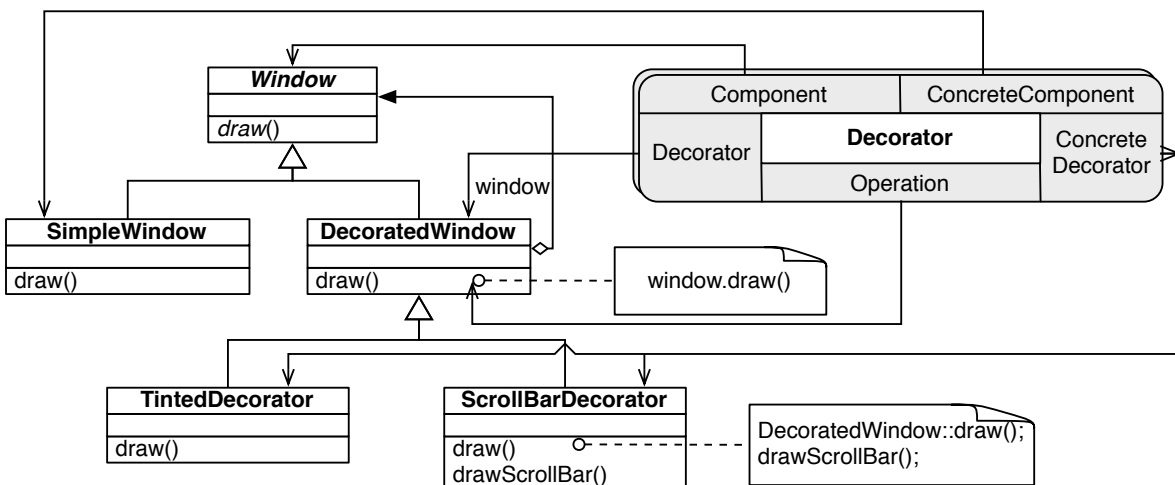 Window
draw()
Component
ConcreteComponent
Decorator
Decorator
Concrete
Decorator
Operation
window
SimpleWindow
draw()
DecoratedWindow
draw()
window.draw()
TintedDecorator
draw()
ScrollBarDecorator
draw()
drawScrollBar()
DecoratedWindow::draw();
drawScrollBar();